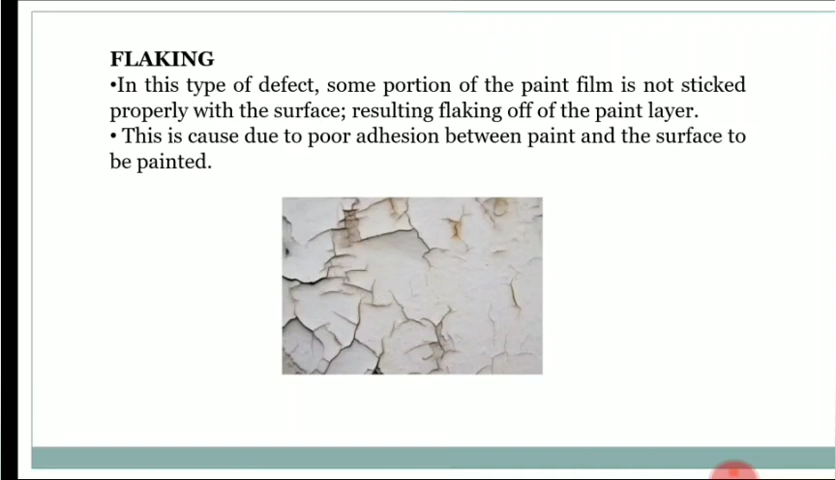 FLAKING
•In this type of defect, some portion of the paint film is not sticked
properly with the surface; resulting flaking off of the paint layer.
• This is cause due to poor adhesion between paint and the surface to
be painted.